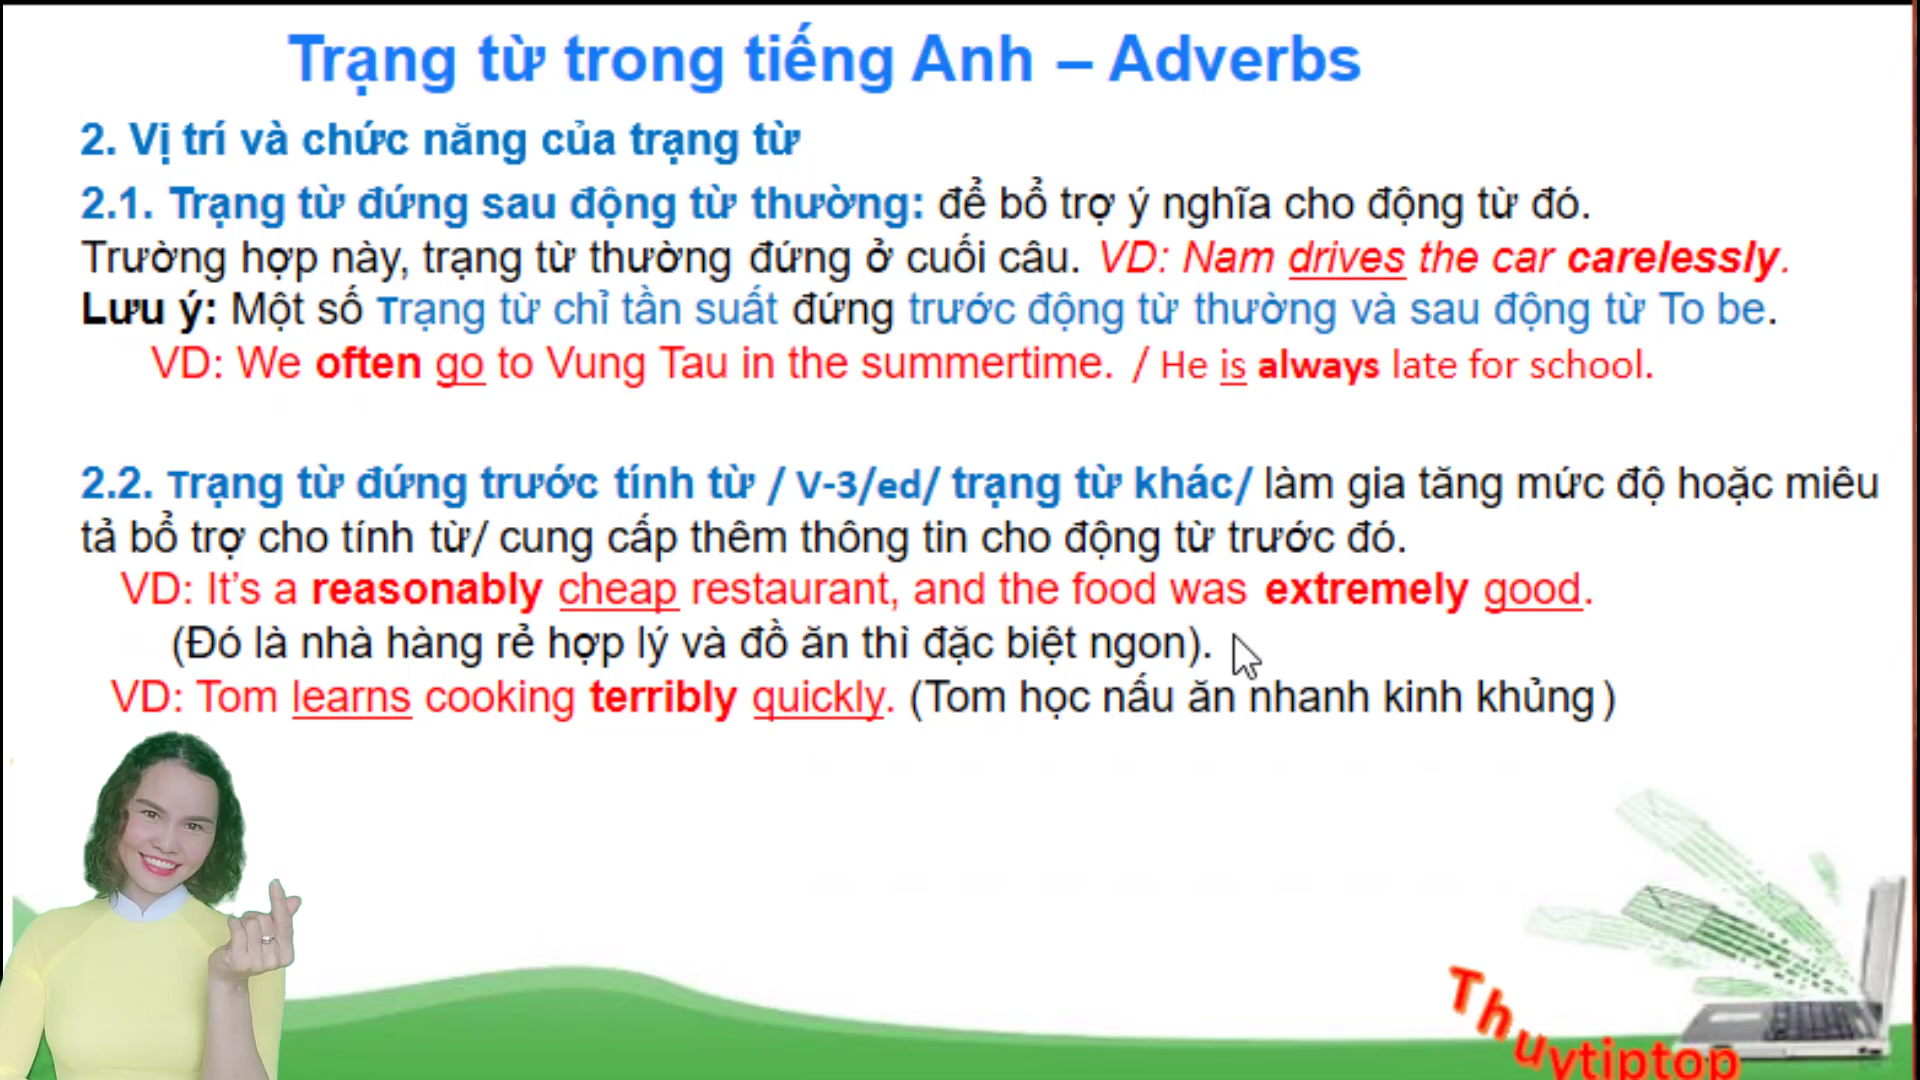 Trạng từ trong tiếng Anh – Adverbs
2. Vị trí và chức năng của trạng từ
2.1. Trạng từ đứng sau động từ thường: để bổ trợ ý nghĩa cho động từ đó.
Trường hợp này, trạng từ thường đứng ở cuối câu. VD: Nam drives the car carelessly.
Lưu ý: Một số Trạng từ chỉ tần suất đứng trước động từ thường và sau động từ To be.
VD: We often go to Vung Tau in the summertime. / He is always late for school.
2.2. Trạng từ đứng trước tính từ / V-3/ed/ trạng từ khác/ làm gia tăng mức độ hoặc miêu
tả bổ trợ cho tính từ/ cung cấp thêm thông tin cho động từ trước đó.
VD: It’s a reasonably cheap restaurant, and the food was extremely good.
(Đó là nhà hàng rẻ hợp lý và đồ ăn thì đặc biệt ngon).
VD: Tom learns cooking terribly quickly. (Tom học nấu ăn nhanh kinh khủng)
Thuytiptop